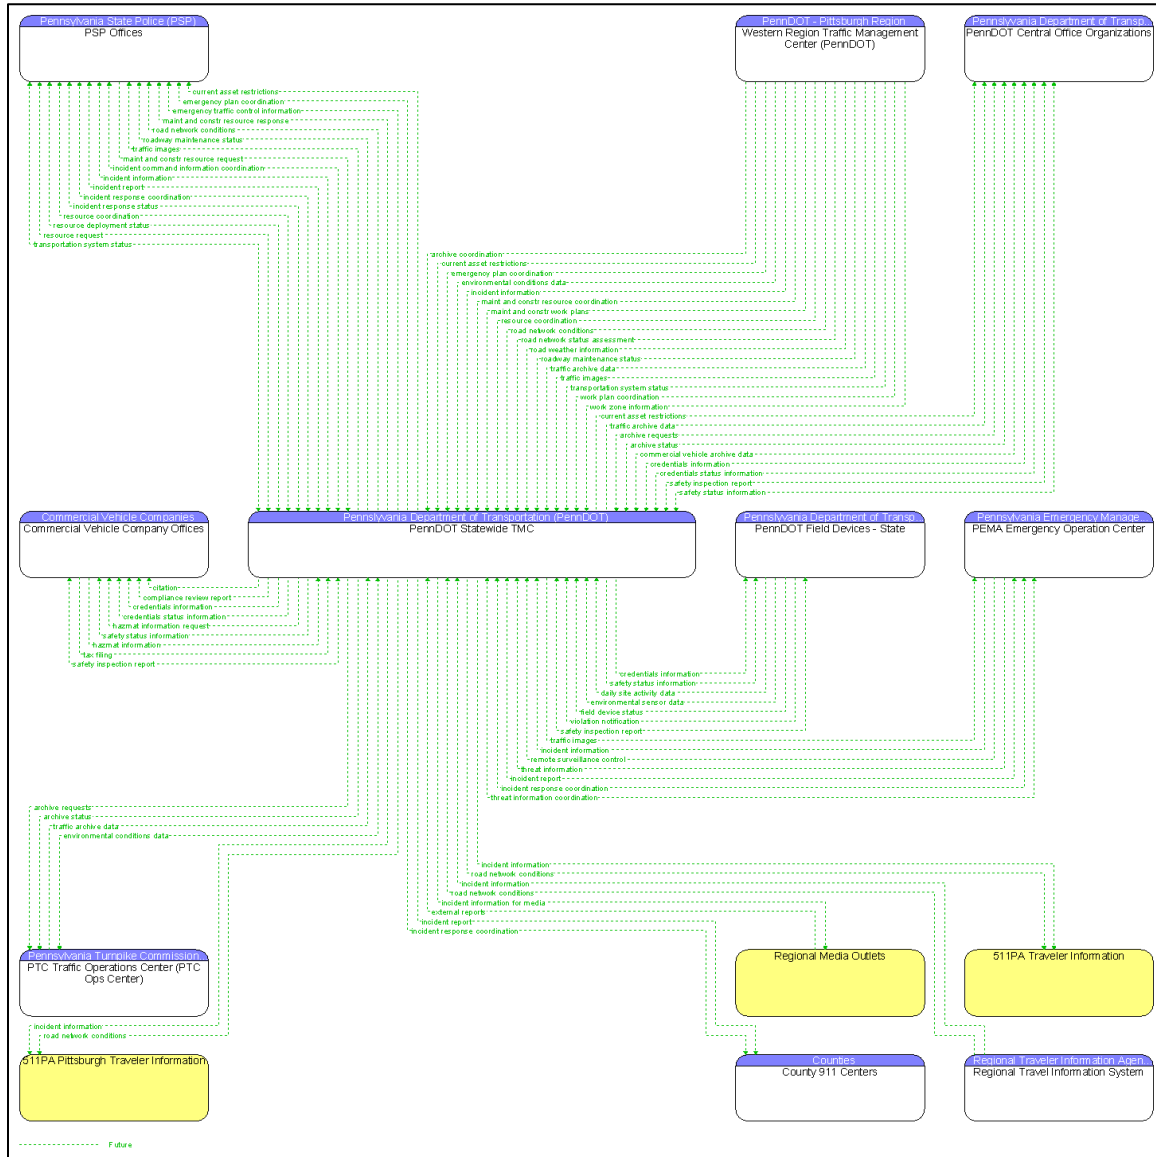 Pennsylvania State Police (PSP)
PSP Offices
PennDOT - Pittsburgh Region
Western Region Traffic Management
Center (PennDOT)
Pennsylvania Department of Transp...
PennDOT Central Office Organizations
current asset restrictions
emergency plan coordination
emergency traffic control information
maint and constr resource response
road network conditions
roadway maintenance status
traffic images
maint and constr resource request
incident command information coordination
incident information
incident report
incident response coordination
incident response status
resource coordination
resource deployment status
resource request
transportation system status
archive coordination
current asset restrictions
emergency plan coordination
environmental conditions data
incident information
maint and constr resource coordination
maint and constr work plans
resource coordination
road network conditions
road network status assessment
road weather information
roadway maintenance status
traffic archive data
traffic images
transportation system status
work plan coordination
work zone information
current asset restrictions
traffic archive data
archive requests
archive status
commercial vehicle archive data
credentials information
credentials status information
safety inspection report
safety status information
Commercial Vehicle Companies
Commercial Vehicle Company Offices
Pennslyvania Department of Transportation (PennDOT)
PennDOT Statewide TMC
Pennsylvania Department of Transp...
PennDOT Field Devices - State
Pennsylvania Emergency Manage...
PEMA Emergency Operation Center
citation
compliance review report
credentials information
credentials status information
hazmat information request
safety status information
hazmat information
tax filing
safety inspection report
credentials information
safety status information
daily site activity data
environmental sensor data
field device status
violation notification
safety inspection report
traffic images
incident information
remote surveillance control
threat information
incident report
incident response coordination
threat information coordination
archive requests
archive status
traffic archive data
environmental conditions data
incident information
road network conditions
incident information
road network conditions
incident information for media
external reports
incident report
incident response coordination
Pennsylvania Turnpike Commission...
PTC Traffic Operations Center (PTC
Ops Center)
Regional Media Outlets
511PA Traveler Information
incident information
road network conditions
511PA Pittsburgh Traveler Information
Counties
County 911 Centers
Regional Traveler Information Agen...
Regional Travel Information System
Future